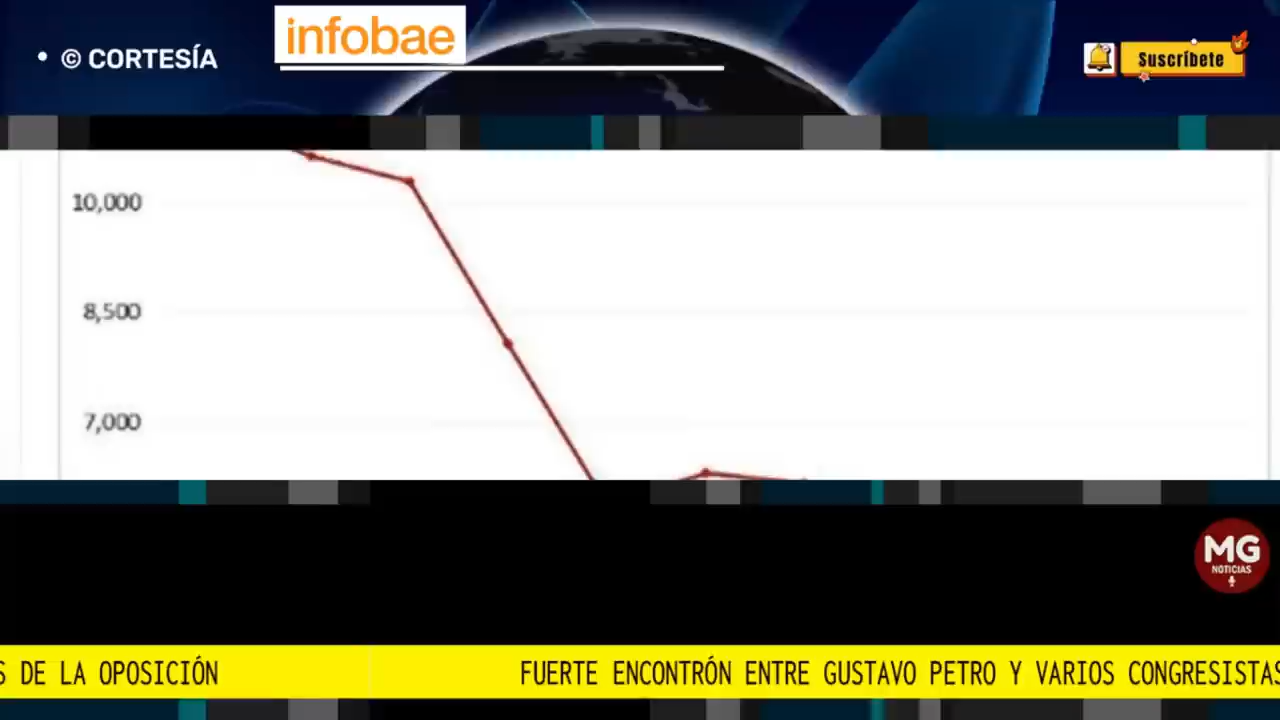 infobae
• © CORTESÍA
Suscríbete
10,000
8,500
7,000
MG
NOTICIAS
S DE LA OPOSICIÓN
FUERTE ENCONTRÓN ENTRE GUSTAVO PETRO Y VARIOS CONGRESISTAS